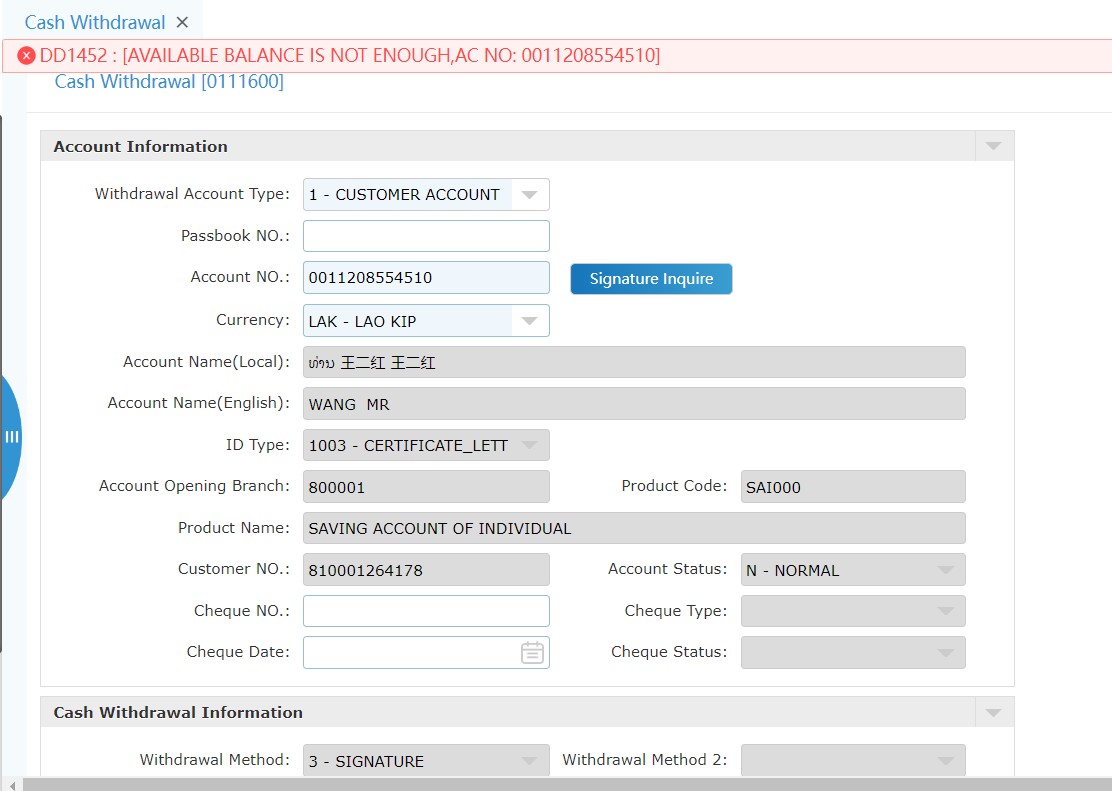 Cash Withdrawal ×
DD1452 : [AVAILABLE BALANCE IS NOT ENOUGH,AC NO: 0011208554510]
Cash Withdrawal [0111600]
Account Information
Withdrawal Account Type: 1 - CUSTOMER ACCOUNT
Passbook NO.:
Account NO.: 0011208554510 Signature Inquire
Currency: LAK - LAO KIP
Account Name(Local): ທ່ານ 王二红 王二红
Account Name(English): WANG  MR
ID Type: 1003 - CERTIFICATE_LETT
Account Opening Branch: 800001 Product Code: SAI000
Product Name: SAVING ACCOUNT OF INDIVIDUAL
Customer NO.: 810001264178 Account Status: N - NORMAL
Cheque NO.: Cheque Type:
Cheque Date: Cheque Status:
Cash Withdrawal Information
Withdrawal Method: 3 - SIGNATURE Withdrawal Method 2: